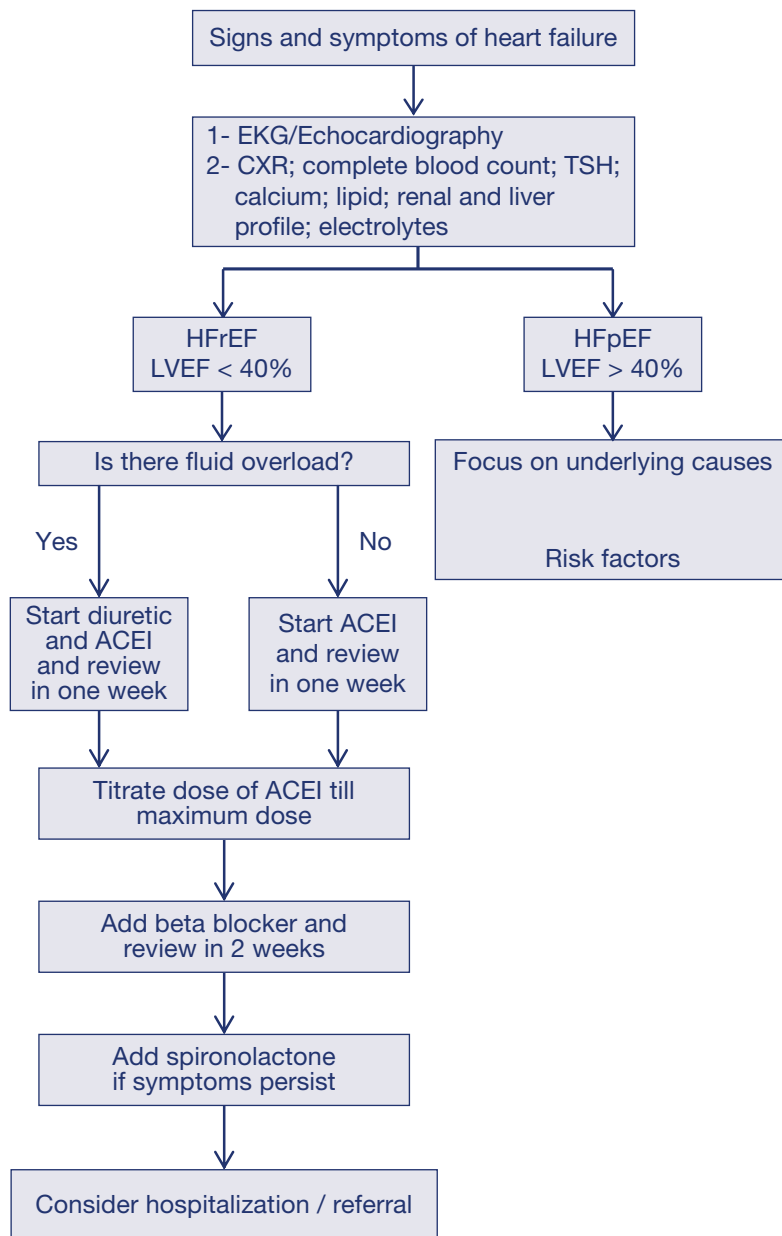 Signs and symptoms of heart failure
1- EKG/Echocardiography
2- CXR; complete blood count; TSH;
calcium; lipid; renal and liver
profile; electrolytes
HFrEF
LVEF < 40%
HFpEF
LVEF > 40%
Is there fluid overload?
Focus on underlying causes
Risk factors
Yes
No
Start diuretic
and ACEI
and review
in one week
Start ACEI
and review
in one week
Titrate dose of ACEI till
maximum dose
Add beta blocker and
review in 2 weeks
Add spironolactone
if symptoms persist
Consider hospitalization / referral